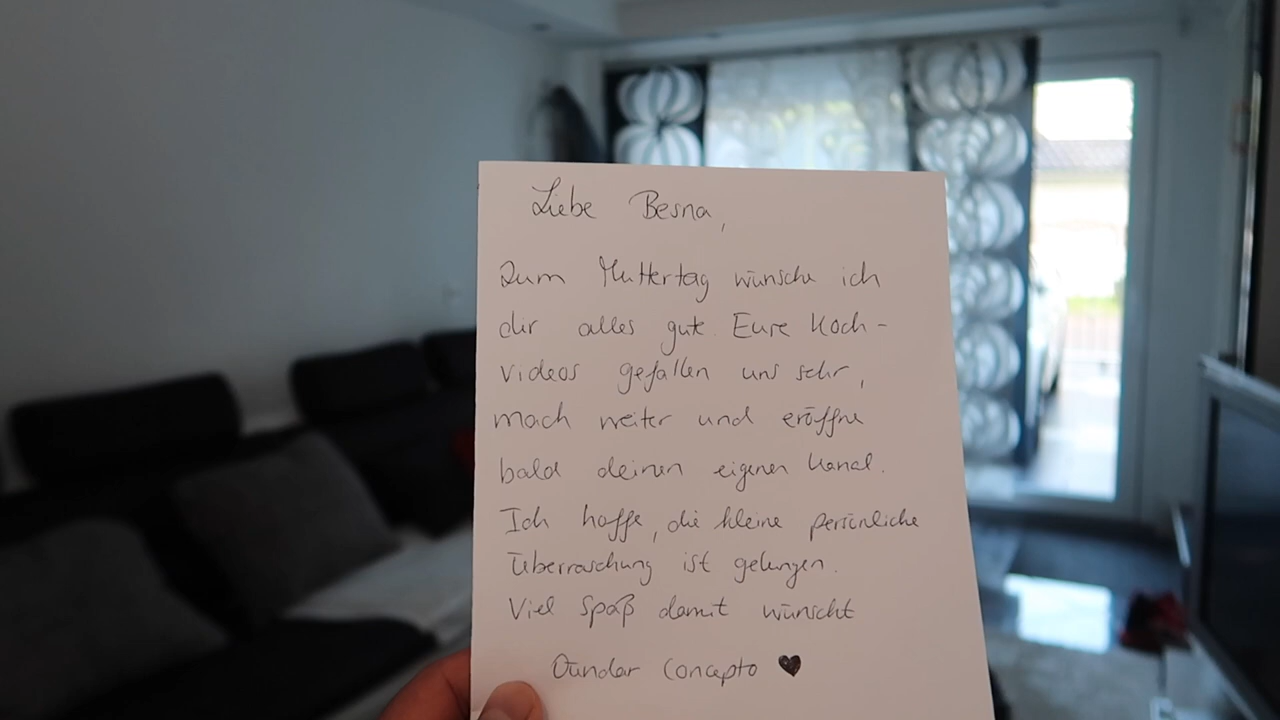 Liebe Besna,
Zum Muttertag wünsche ich
dir alles gute. Eure Koch-
videos gefallen uns sehr,
mach weiter und eröffne
bald deinen eigenen Kanal.
Ich hoffe, die kleine persönliche
Überraschung ist gelungen.
Viel Spaß damit wünscht
Concepto ♥